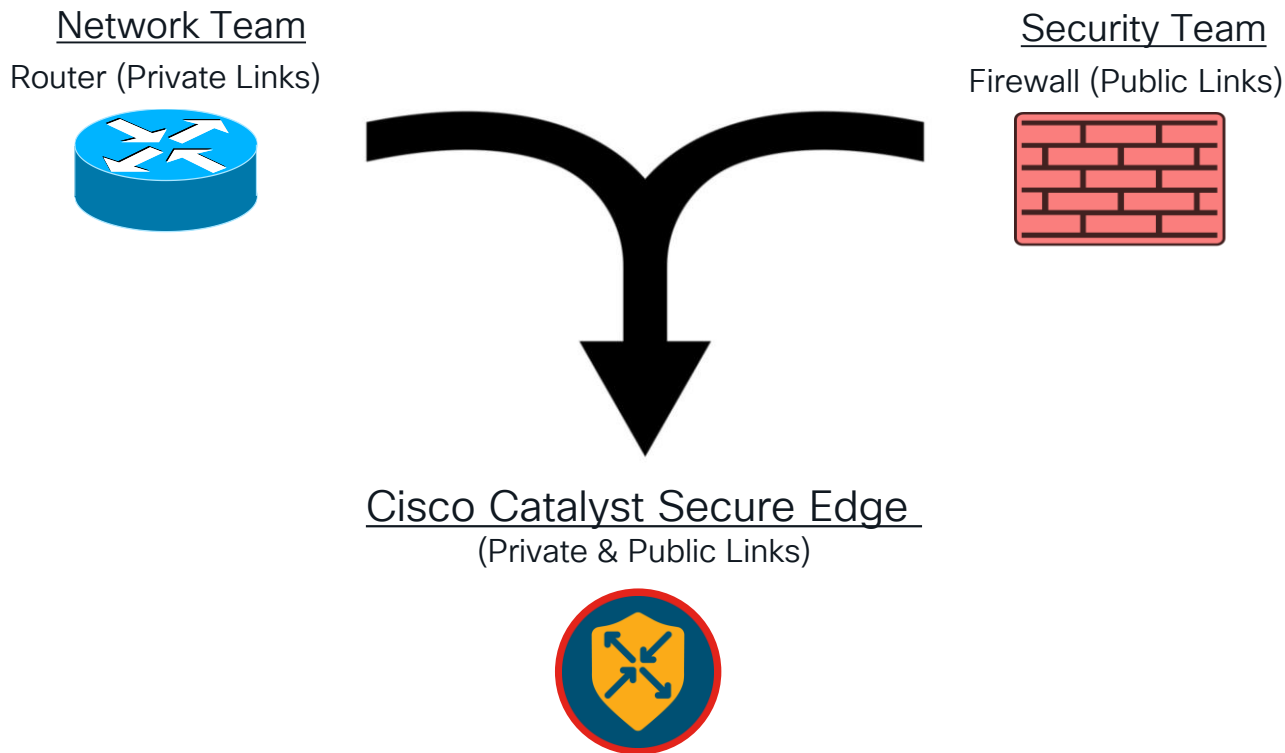 Network Team
Router (Private Links)
Security Team
Firewall (Public Links)
Cisco Catalyst Secure Edge
(Private & Public Links)